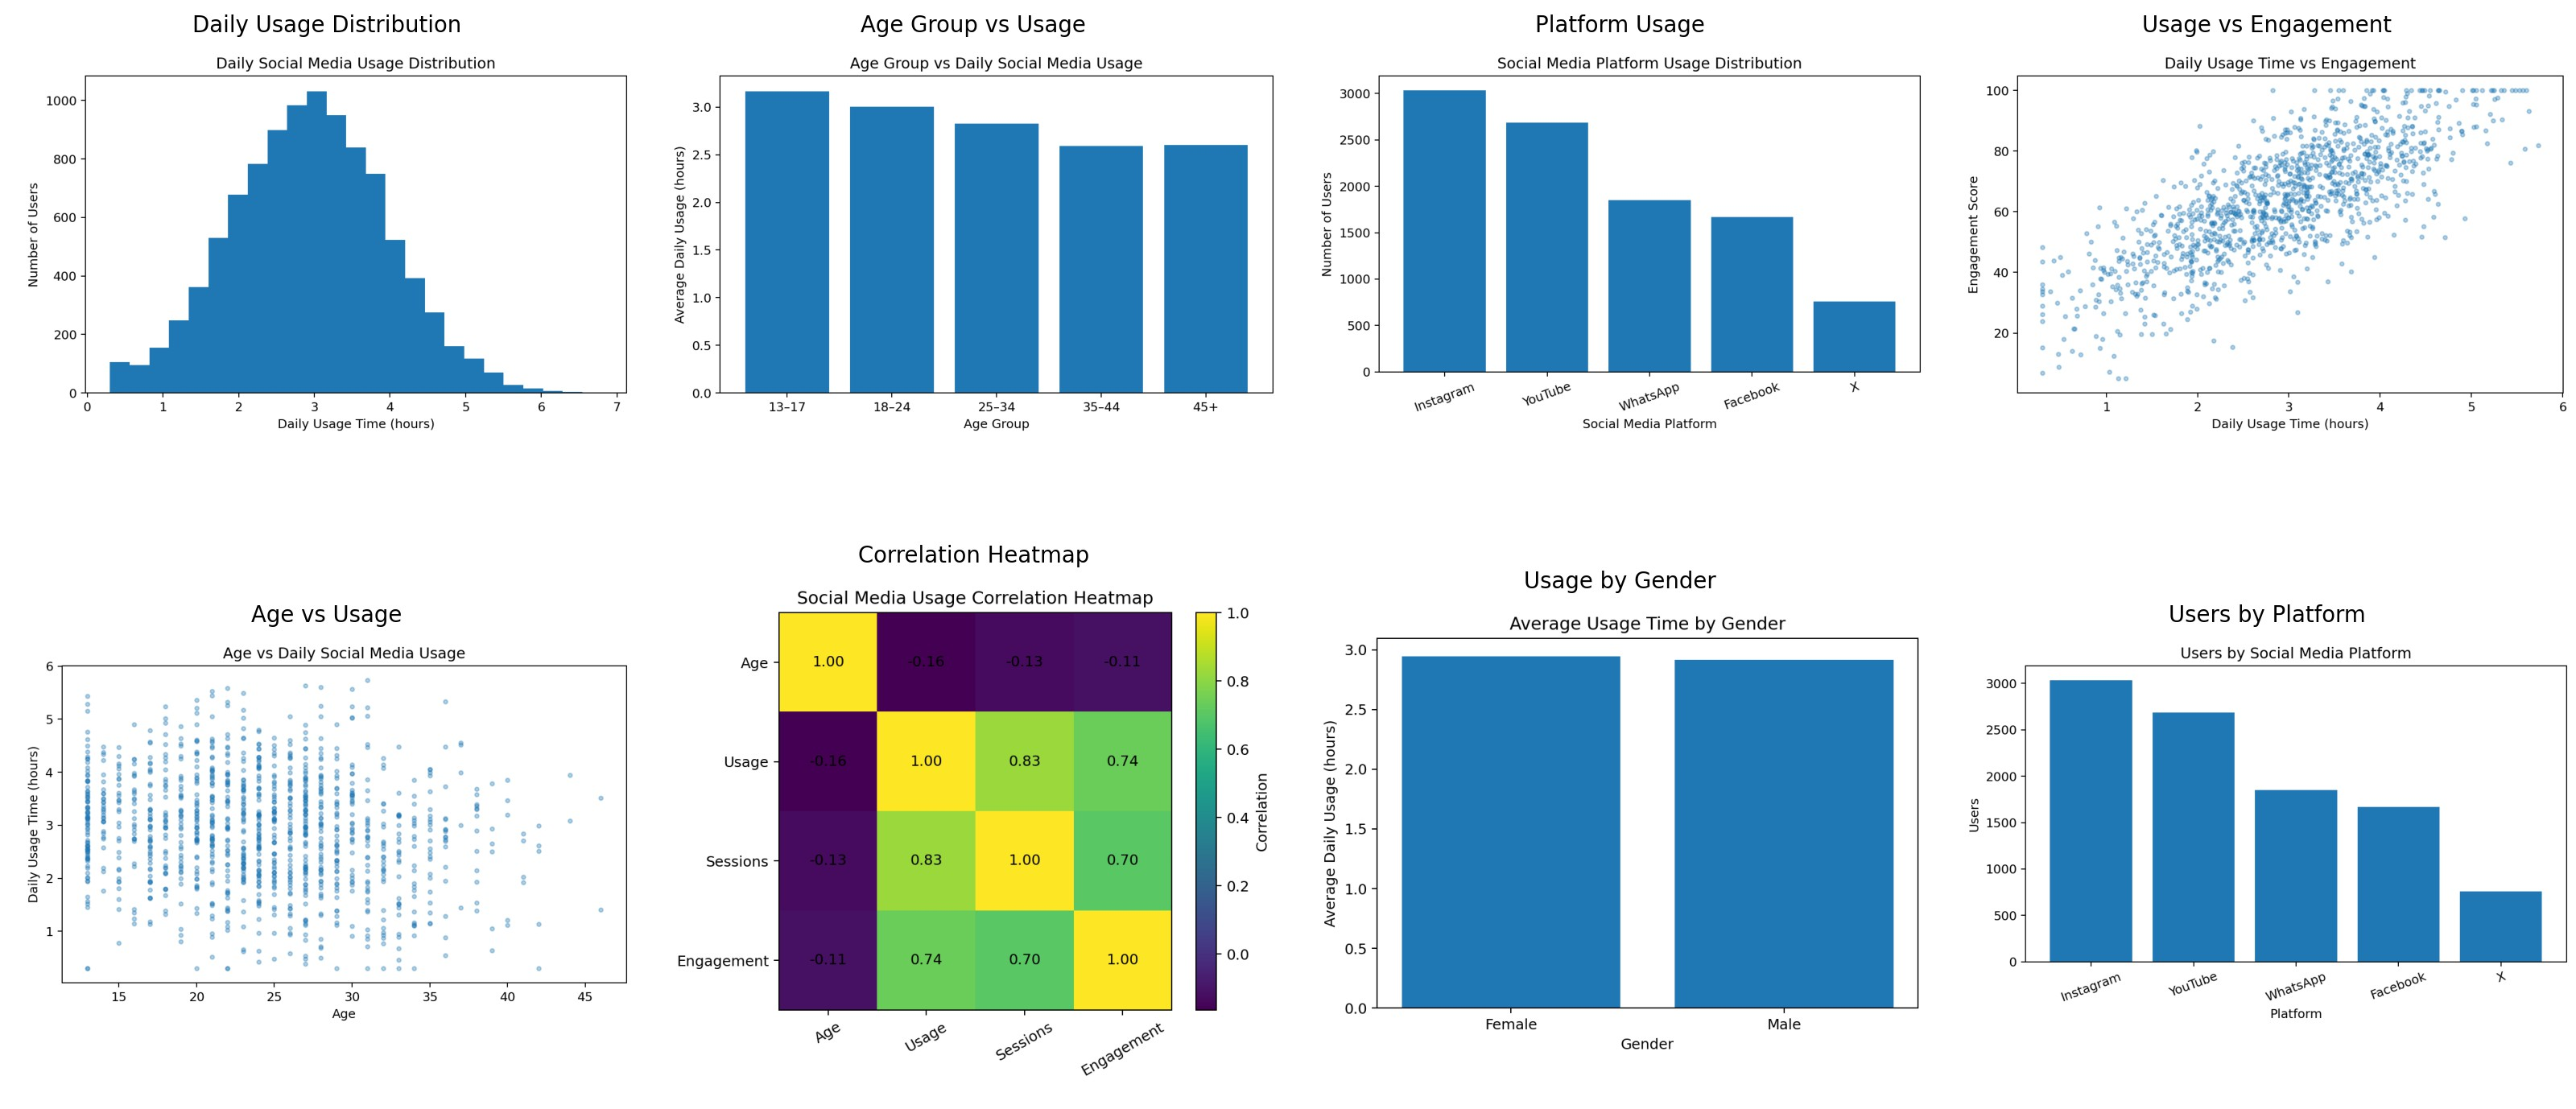 Daily Usage Distribution
Daily Social Media Usage Distribution
Number of Users
1000
800
600
400
200
0
0 1 2 3 4 5 6 7
Daily Usage Time (hours)
Age Group vs Usage
Age Group vs Daily Social Media Usage
Average Daily Usage (hours)
3.0
2.5
2.0
1.5
1.0
0.5
0.0
13–17 18–24 25–34 35–44 45+
Age Group
Platform Usage
Social Media Platform Usage Distribution
Number of Users
3000
2500
2000
1500
1000
500
0
Instagram YouTube WhatsApp Facebook X
Social Media Platform
Usage vs Engagement
Daily Usage Time vs Engagement
Engagement Score
100
80
60
40
20
1 2 3 4 5 6
Daily Usage Time (hours)
Age vs Usage
Age vs Daily Social Media Usage
Daily Usage Time (hours)
6
5
4
3
2
1
15 20 25 30 35 40 45
Age
Correlation Heatmap
Social Media Usage Correlation Heatmap
Age 1.00 -0.16 -0.13 -0.11
Usage -0.16 1.00 0.83 0.74
Sessions -0.13 0.83 1.00 0.70
Engagement -0.11 0.74 0.70 1.00
Age Usage Sessions Engagement
1.0
0.8
0.6
0.4
0.2
0.0
Correlation
Usage by Gender
Average Usage Time by Gender
Average Daily Usage (hours)
3.0
2.5
2.0
1.5
1.0
0.5
0.0
Female Male
Gender
Users by Platform
Users by Social Media Platform
Users
3000
2500
2000
1500
1000
500
0
Instagram YouTube WhatsApp Facebook X
Platform